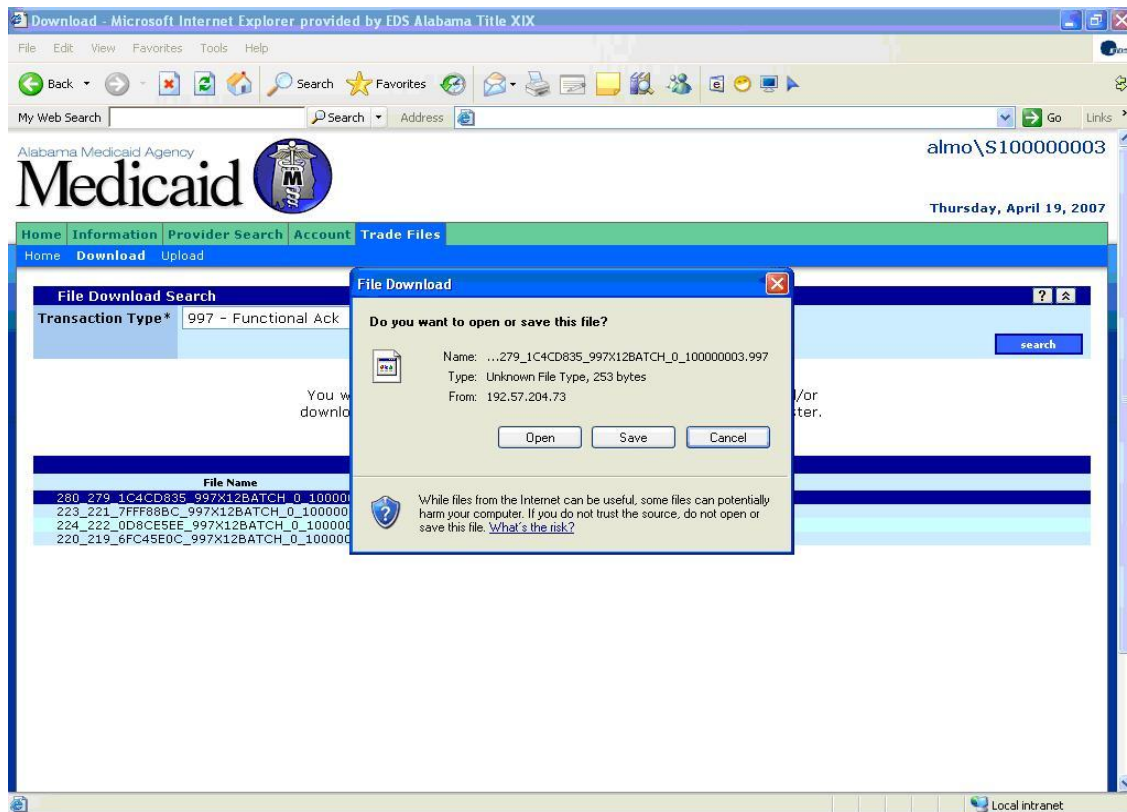 Download - Microsoft Internet Explorer provided by EDS Alabama Title XIX
File Edit View Favorites Tools Help
Back Search Favorites
My Web Search Search Address Go Links
Alabama Medicaid Agency
Medicaid
M
almo\S100000003
Thursday, April 19, 2007
Home Information Provider Search Account Trade Files
Home Download Upload
File Download Search ?
Transaction Type* 997 - Functional Ack
search
You w
/or
downlo
ter.
File Name
280_279_1C4CD835_997X12BATCH_0_10000
223_221_7FFF88BC_997X12BATCH_0_10000
224_222_0D8CE5EE_997X12BATCH_0_10000
220_219_6FC45E0C_997X12BATCH_0_10000
File Download
Do you want to open or save this file?
Name: ...279_1C4CD835_997X12BATCH_0_100000003.997
Type: Unknown File Type, 253 bytes
From: 192.57.204.73
Open Save Cancel
While files from the Internet can be useful, some files can potentially
harm your computer. If you do not trust the source, do not open or
save this file. What's the risk?
Local intranet